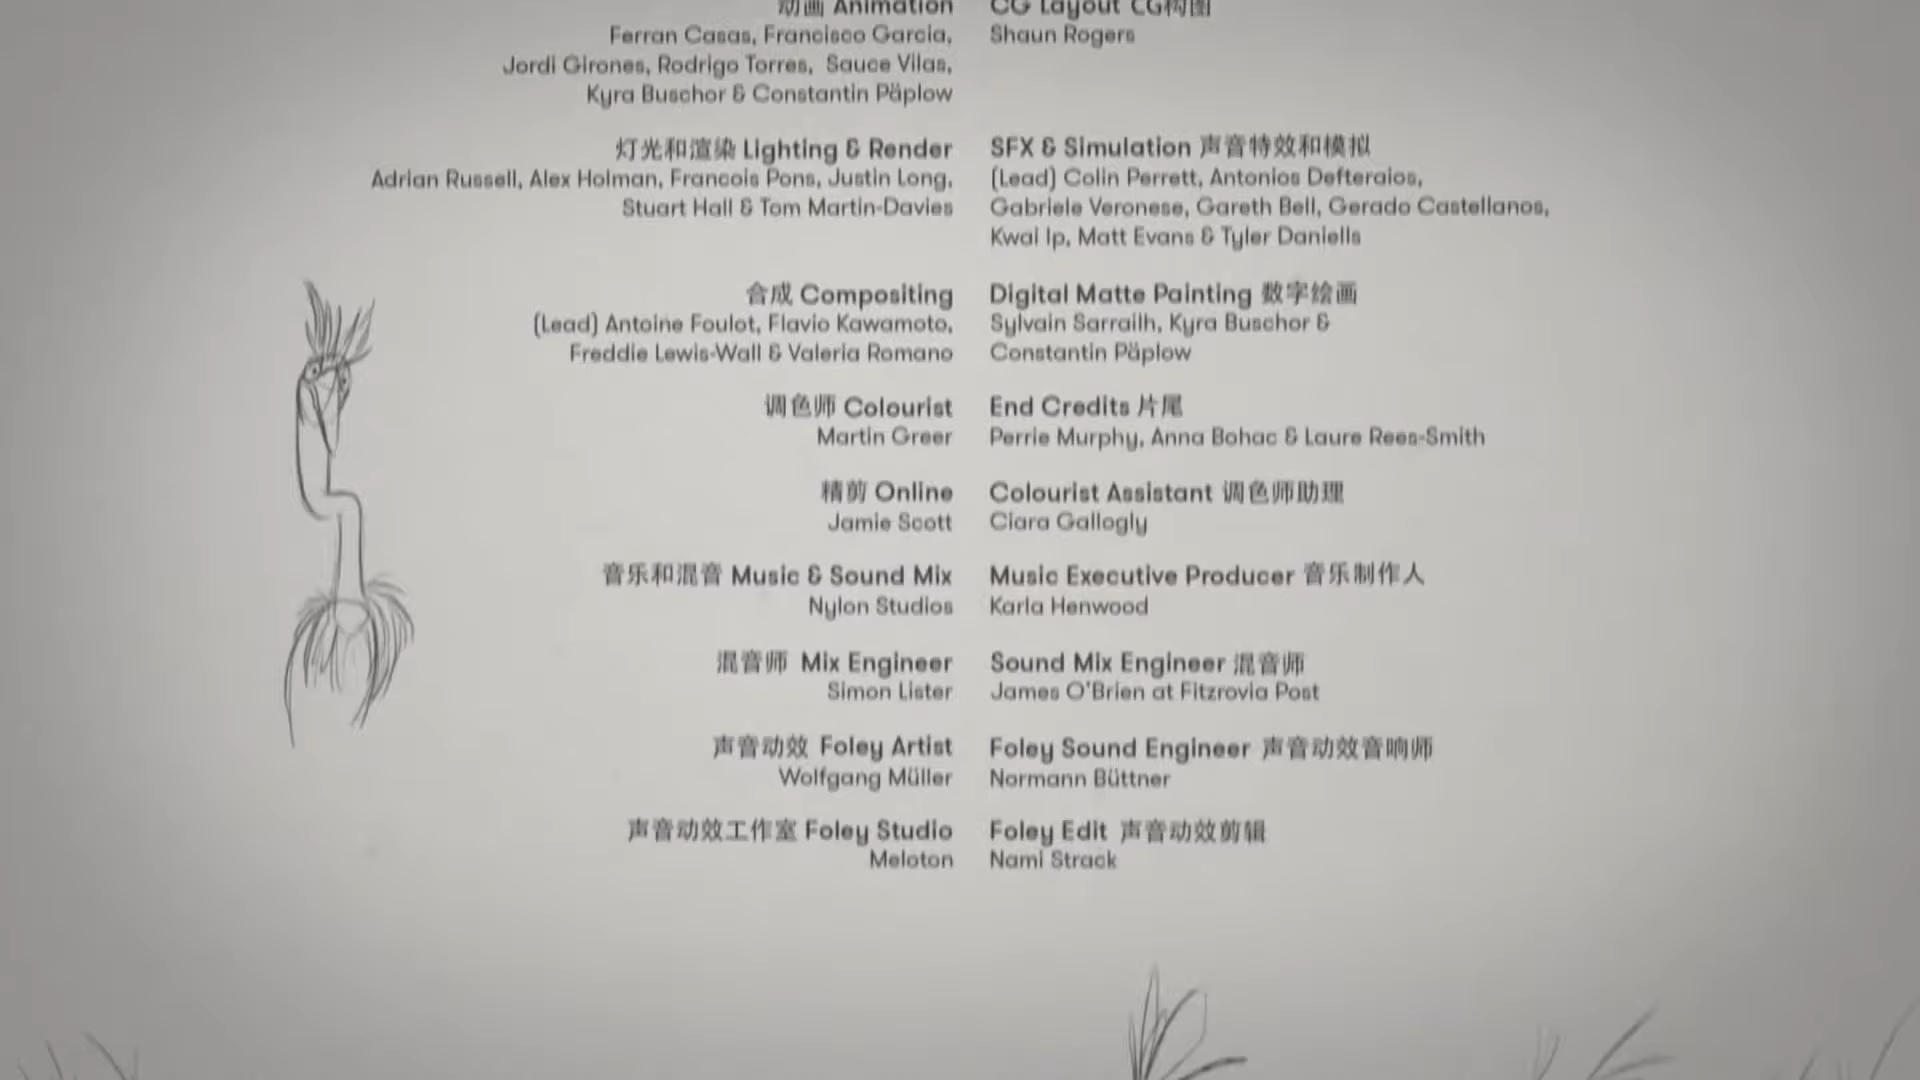 动画 Animation
Ferran Casas, Francisco Garcia,
Jordi Girones, Rodrigo Torres, Sauce Vilas,
Kyra Buschor & Constantin Päplow
CG Layout CG构图
Shaun Rogers
灯光和渲染 Lighting & Render
Adrian Russell, Alex Holman, Francois Pons, Justin Long,
Stuart Hall & Tom Martin-Davies
SFX & Simulation 声音特效和模拟
(Lead) Colin Perrett, Antonios Defteraios,
Gabriele Veronese, Gareth Bell, Gerado Castellanos,
Kwai Ip, Matt Evans & Tyler Daniells
合成 Compositing
(Lead) Antoine Foulot, Flavio Kawamoto,
Freddie Lewis-Wall & Valeria Romano
Digital Matte Painting 数字绘画
Sylvain Sarrailh, Kyra Buschor &
Constantin Päplow
调色师 Colourist
Martin Greer
End Credits 片尾
Perrie Murphy, Anna Bohac & Laure Rees-Smith
精剪 Online
Jamie Scott
Colourist Assistant 调色师助理
Ciara Gallogly
音乐和混音 Music & Sound Mix
Nylon Studios
Music Executive Producer 音乐制作人
Karla Henwood
混音师 Mix Engineer
Simon Lister
Sound Mix Engineer 混音师
James O'Brien at Fitzrovia Post
声音动效 Foley Artist
Wolfgang Müller
Foley Sound Engineer 声音动效音响师
Normann Büttner
声音动效工作室 Foley Studio
Meloton
Foley Edit 声音动效剪辑
Nami Strack